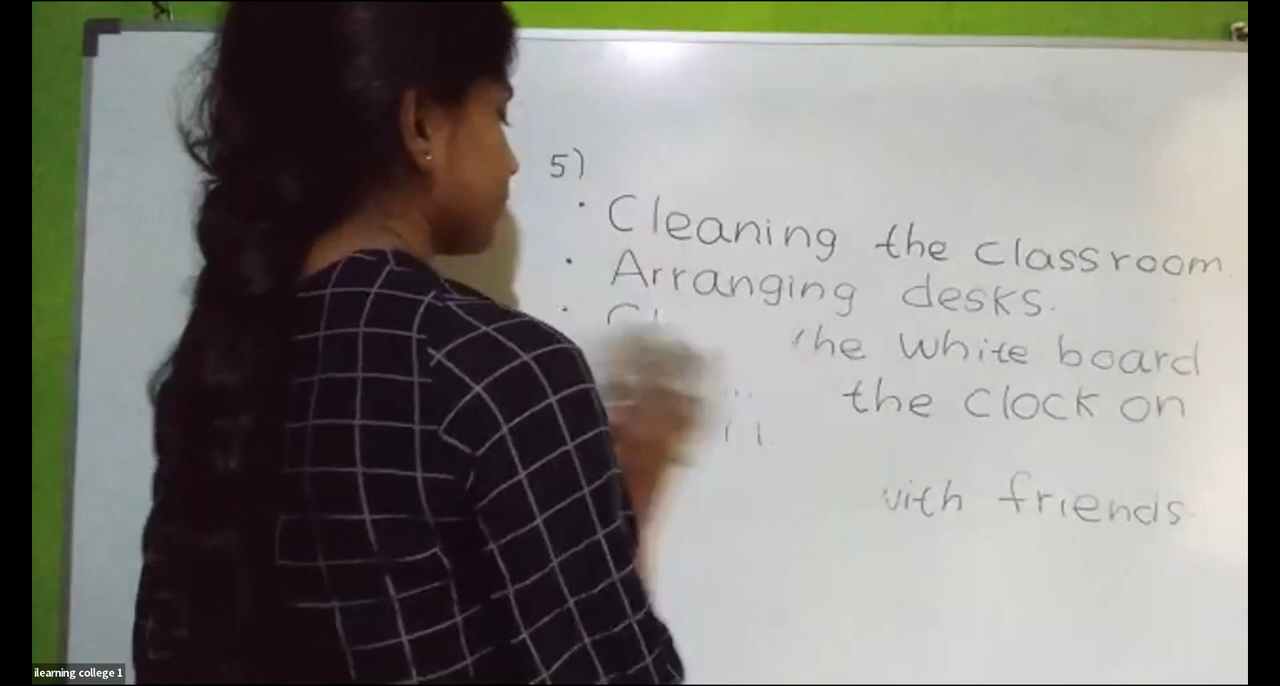 5)
· Cleaning the classroom.
· Arranging desks.
the white board
the clock on
with friends.
ilearning college 1